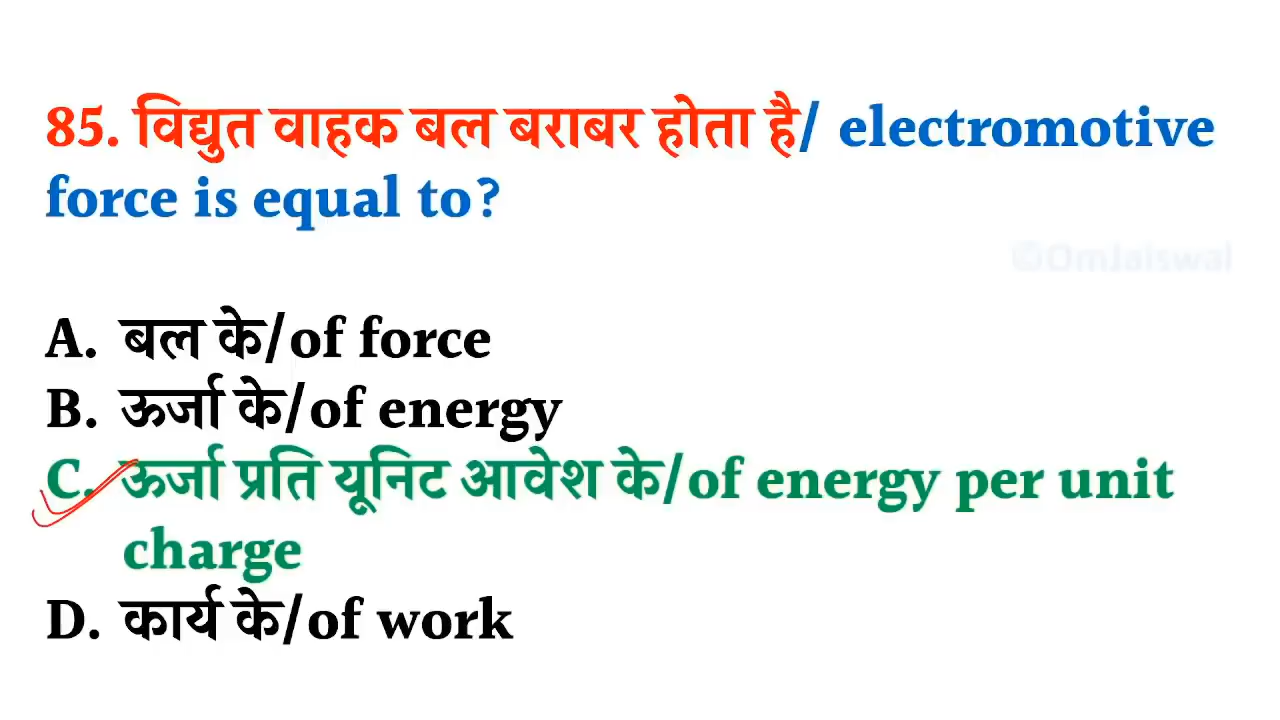 85. विद्युत वाहक बल बराबर होता है/ electromotive
force is equal to?
©OmJaiswal
A. बल के/of force
B. ऊर्जा के/of energy
C. ऊर्जा प्रति यूनिट आवेश के/of energy per unit
charge
D. कार्य के/of work